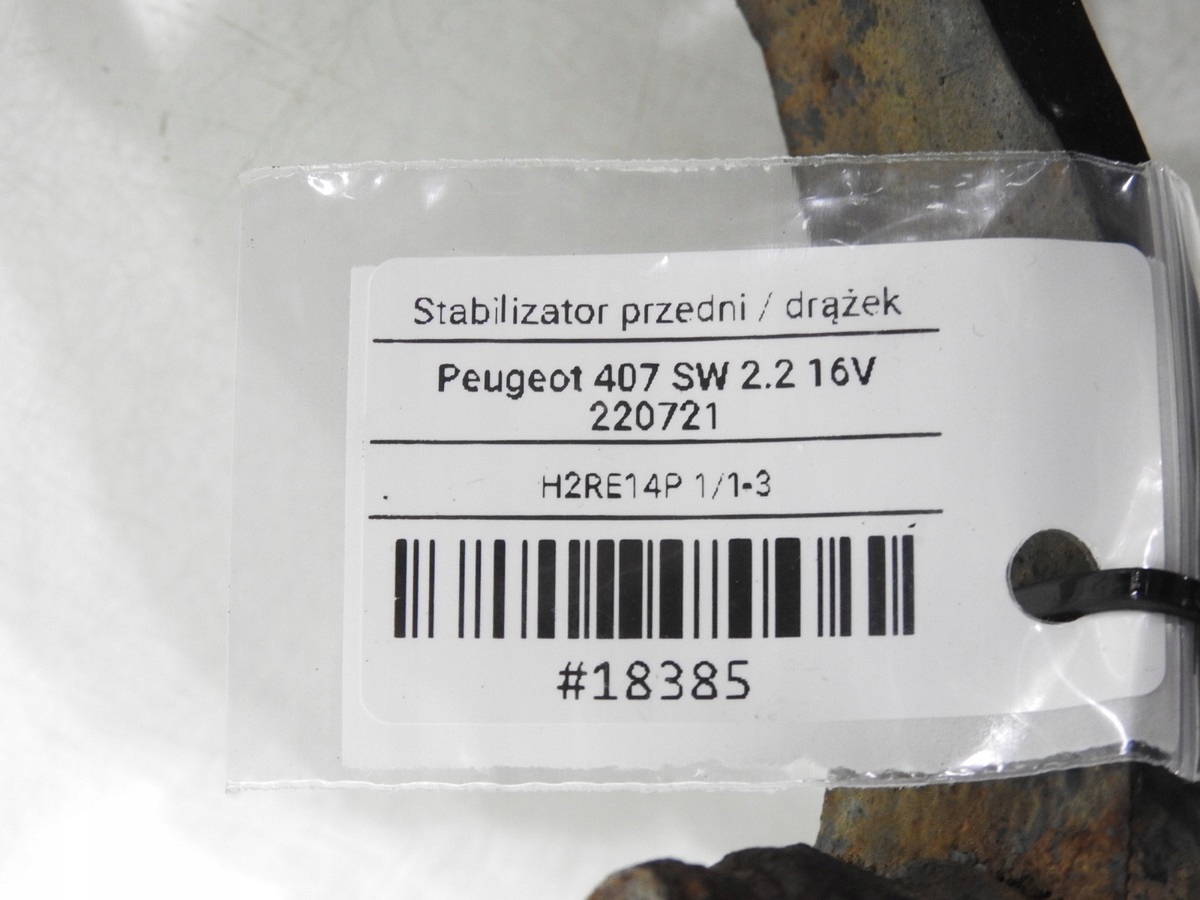 Stabilizator przedni / drążek
Peugeot 407 SW 2.2 16V
220721
H2RE14P 1/1-3
#18385